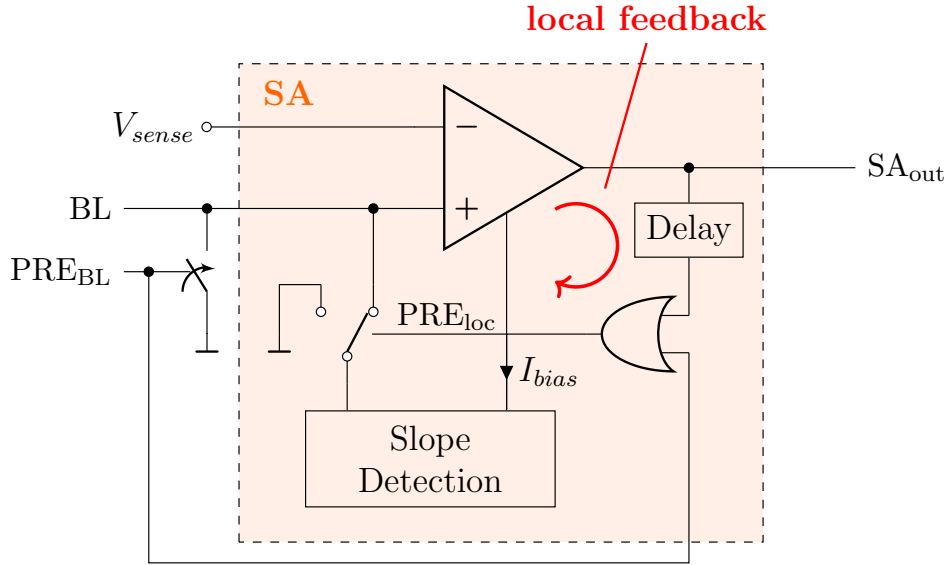 local feedback
SA
V_sense
−
SA_out
BL
+
Delay
PRE_BL
PRE_loc
I_bias
Slope
Detection